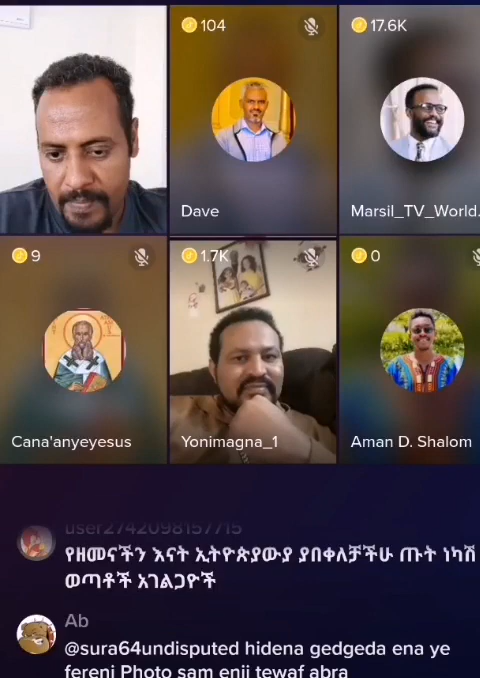 104
17.6K
Dave
Marsil_TV_World.
9
1.7K
0
Cana'anyeyesus
Yonimagna_1
Aman D. Shalom
user2742098157715
የዘመናችን እናት ኢትዮጵያውያ ያበቀለቻችሁ ጡት ነካሽ
ወጣቶች አገልጋዮች
Ab
@sura64undisputed hidena gedgeda ena ye
fereni Photo sam enji tewaf abra